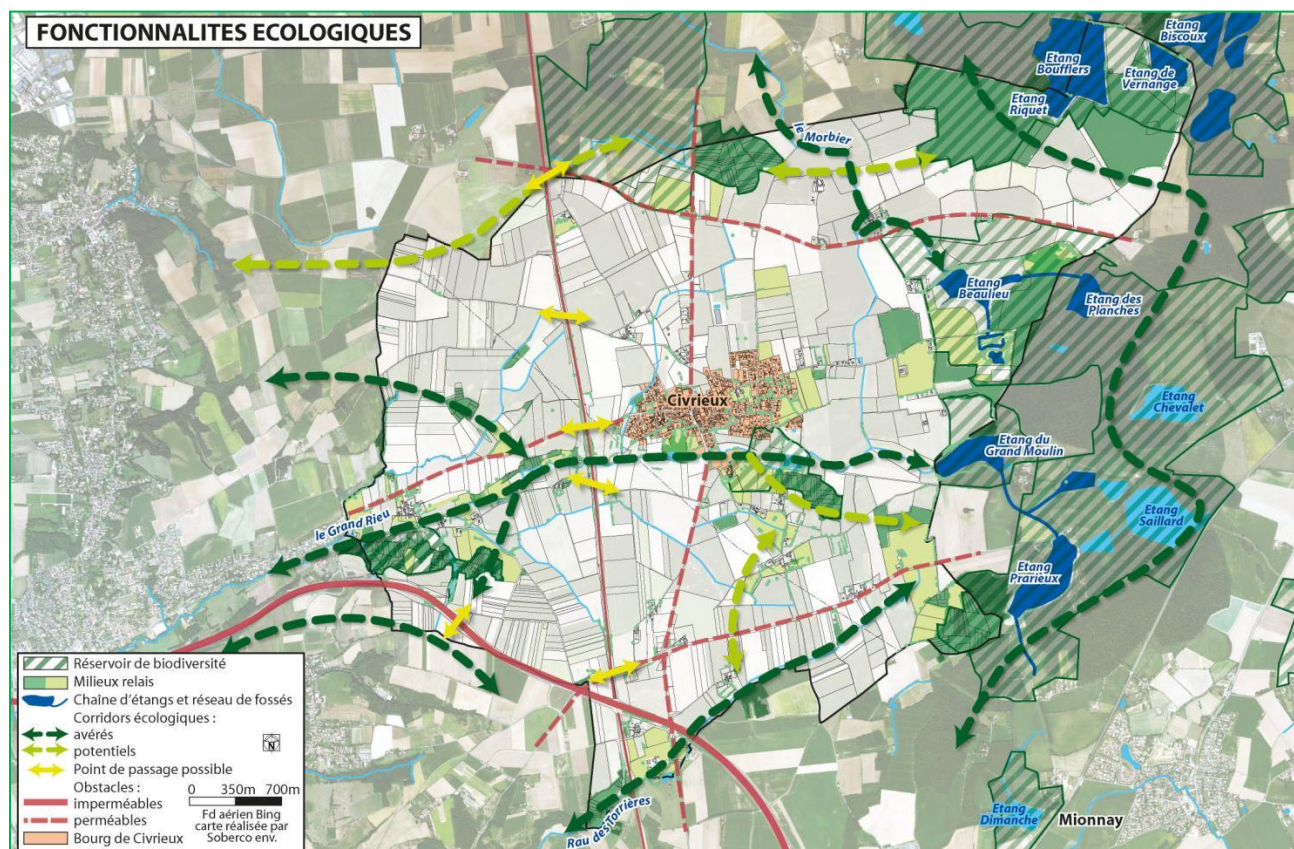 FONCTIONNALITES ECOLOGIQUES
Etang
Biscoux
Etang
Boufflers
Etang de
Vernange
Etang
Riquet
le Morbier
Etang
Beaulieu
Etang des
Planches
Civrieux
Etang
Chevalet
Etang du
Grand Moulin
Etang
Saillard
le Grand Rieu
Etang
Prarieux
Rau des Torrières
Etang
Dimanche
Mionnay
Réservoir de biodiversité
Milieux relais
Chaîne d'étangs et réseau de fossés
Corridors écologiques :
avérés
potentiels
N
Point de passage possible
Obstacles :
imperméables
perméables
0 350m 700m
Fd aérien Bing
carte réalisée par
Soberco env.
Bourg de Civrieux